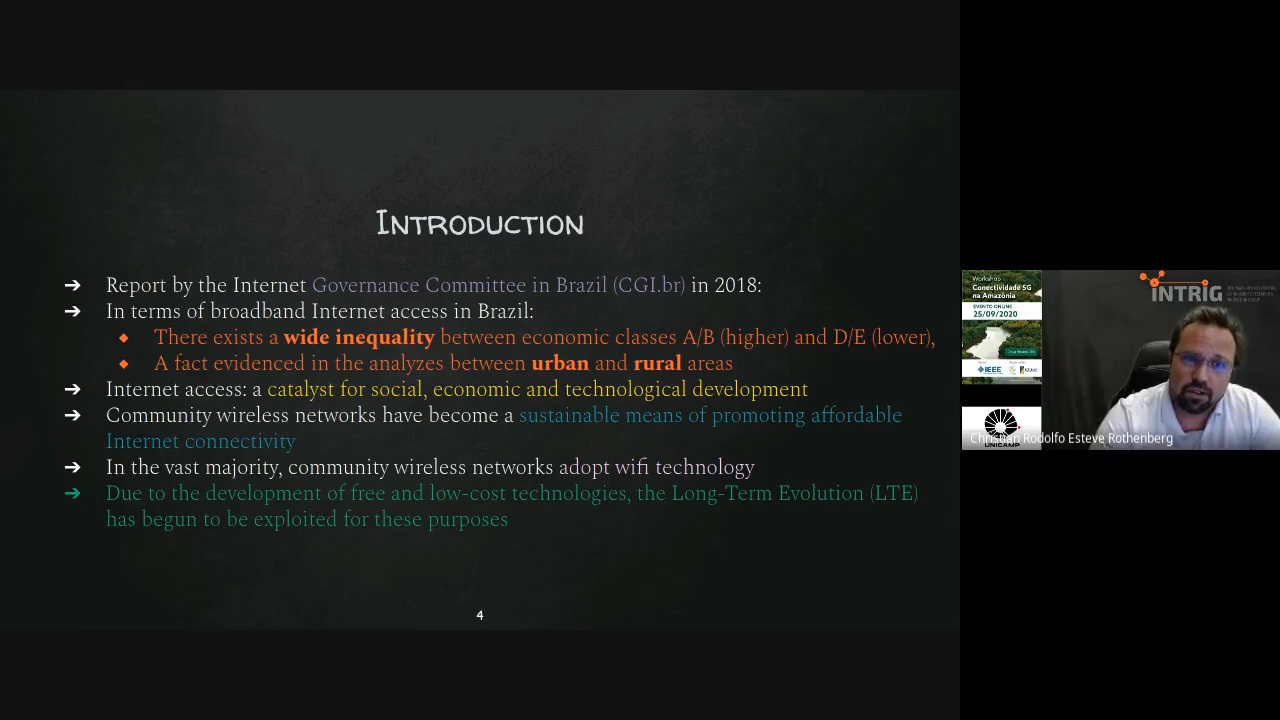 INTRODUCTION
➔ Report by the Internet Governance Committee in Brazil (CGI.br) in 2018:
➔ In terms of broadband Internet access in Brazil:
◆ There exists a wide inequality between economic classes A/B (higher) and D/E (lower),
◆ A fact evidenced in the analyzes between urban and rural areas
➔ Internet access: a catalyst for social, economic and technological development
➔ Community wireless networks have become a sustainable means of promoting affordable
Internet connectivity
➔ In the vast majority, community wireless networks adopt wifi technology
➔ Due to the development of free and low-cost technologies, the Long-Term Evolution (LTE)
has begun to be exploited for these purposes
4
Workshop
Conectividade 5G
na Amazônia
EVENTO ONLINE
25/09/2020
IEEE
UNICAMP
INTRIG
Christian Rodolfo Esteve Rothenberg